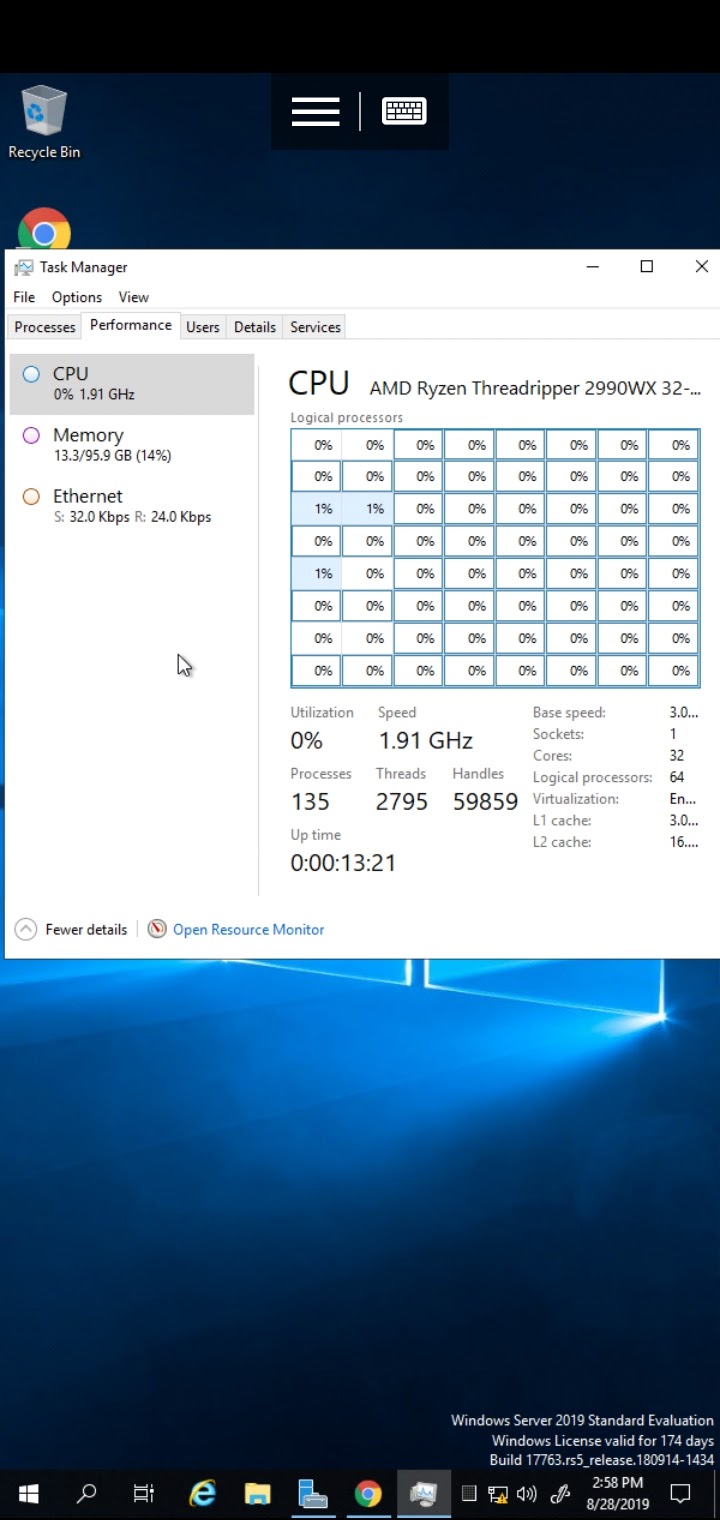 Recycle Bin
Task Manager
File Options View
Processes Performance Users Details Services
CPU
0% 1.91 GHz
Memory
13.3/95.9 GB (14%)
Ethernet
S: 32.0 Kbps R: 24.0 Kbps
CPU AMD Ryzen Threadripper 2990WX 32-...
Logical processors
0% 0% 0% 0% 0% 0% 0% 0%
0% 0% 0% 0% 0% 0% 0% 0%
1% 1% 0% 0% 0% 0% 0% 0%
0% 0% 0% 0% 0% 0% 0% 0%
1% 0% 0% 0% 0% 0% 0% 0%
0% 0% 0% 0% 0% 0% 0% 0%
0% 0% 0% 0% 0% 0% 0% 0%
0% 0% 0% 0% 0% 0% 0% 0%
Utilization Speed
0% 1.91 GHz
Processes Threads Handles
135 2795 59859
Up time
0:00:13:21
Base speed: 3.0...
Sockets: 1
Cores: 32
Logical processors: 64
Virtualization: En...
L1 cache: 3.0...
L2 cache: 16....
Fewer details Open Resource Monitor
Windows Server 2019 Standard Evaluation
Windows License valid for 174 days
Build 17763.rs5_release.180914-1434
2:58 PM
8/28/2019